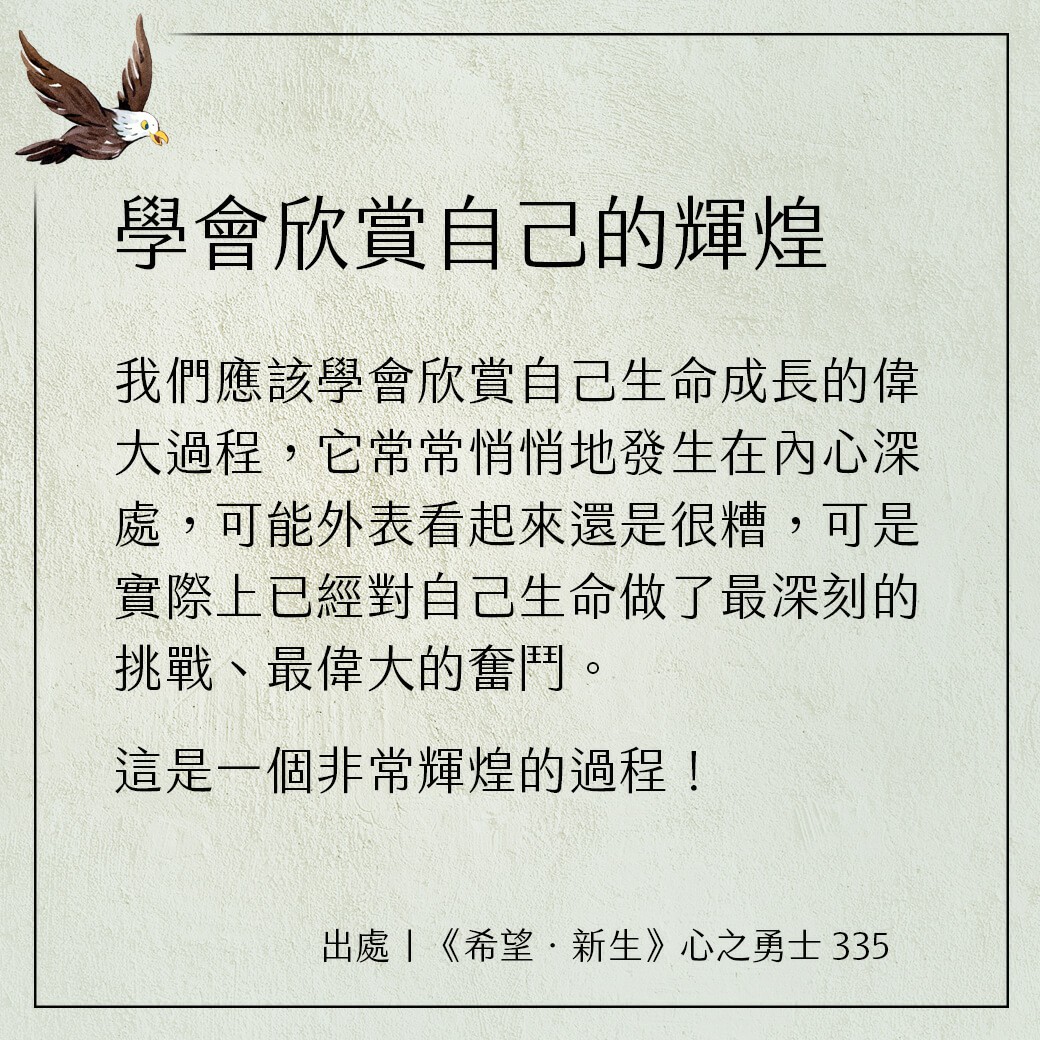 學會欣賞自己的輝煌
我們應該學會欣賞自己生命成長的偉
大過程，它常常悄悄地發生在內心深
處，可能外表看起來還是很糟，可是
實際上已經對自己生命做了最深刻的
挑戰、最偉大的奮鬥。
這是一個非常輝煌的過程！
出處｜《希望．新生》心之勇士 335